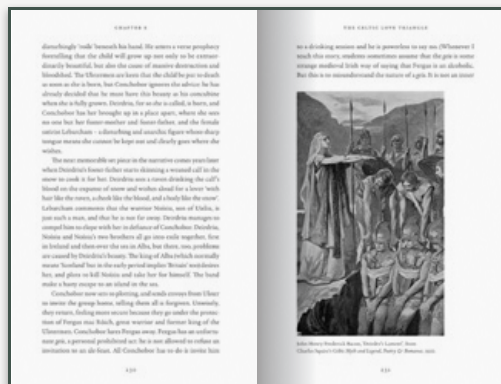 CHAPTER 8
disturbingly 'exile' beneath his hand. He utters a verse prophecy
foretelling that the child will grow up not only to be extraor-
dinarily beautiful, but also the cause of massive destruction and
bloodshed. The Ulstermen are keen that the child be put to death
as soon as she is born, but Conchobor ignores the advice: he has
already decided that he must have this beauty as his concubine
when she is fully grown. Deirdriu, for so she is called, is born, and
Conchobor has her brought up in a place apart, where she sees
no one but her foster-mother and foster-father, and the female
satirist Leborcham – a disturbing and anarchic figure whose sharp
tongue means she cannot be kept out and clearly goes where she
wishes.
The next memorable set piece in the narrative comes years later
when Deirdriu's foster-father starts skinning a weaned calf in the
snow to cook it for her. Deirdriu sees a raven drinking the calf's
blood on the expanse of snow and wishes aloud for a lover 'with
hair like the raven, a cheek like the blood, and a body like the snow'.
Leborcham comments that the warrior Noísiu, son of Uisliu, is
just such a man, and that he is not far away. Deirdriu manages to
compel him to elope with her in defiance of Conchobor. Deirdriu,
Noísiu and Noísiu's two brothers all go into exile together, first
in Ireland and then over the sea in Alba, but there, too, problems
are caused by Deirdriu's beauty. The king of Alba (which normally
means 'Scotland' but in the early period implies 'Britain') desires
her, and plots to kill Noísiu and take her for himself. The band
make a hasty escape to an island in the sea.
Conchobor now sets to plotting, and sends envoys from Ulster
to invite the group home, telling them all is forgiven. Unwisely,
they return, feeling more secure because they go under the protec-
tion of Fergus mac Róich, great warrior and former king of the
Ulstermen. Conchobor hates Fergus away. Fergus has an unfortu-
nate geis, a personal prohibited act: he is not allowed to refuse an
invitation to an ale-feast. All Conchobor has to do is invite him
THE CELTIC LOVE TRIANGLE
to a drinking session and he is powerless to say no. (Whenever I
teach this story, students sometimes assume that the geis is some
strange medieval Irish way of saying that Fergus is an alcoholic.
But this is to misunderstand the nature of a geis. It is not an inner
John Henry Frederick Bacon, 'Deirdre's Lament', from
Charles Squire's Celtic Myth and Legend, Poetry & Romance,